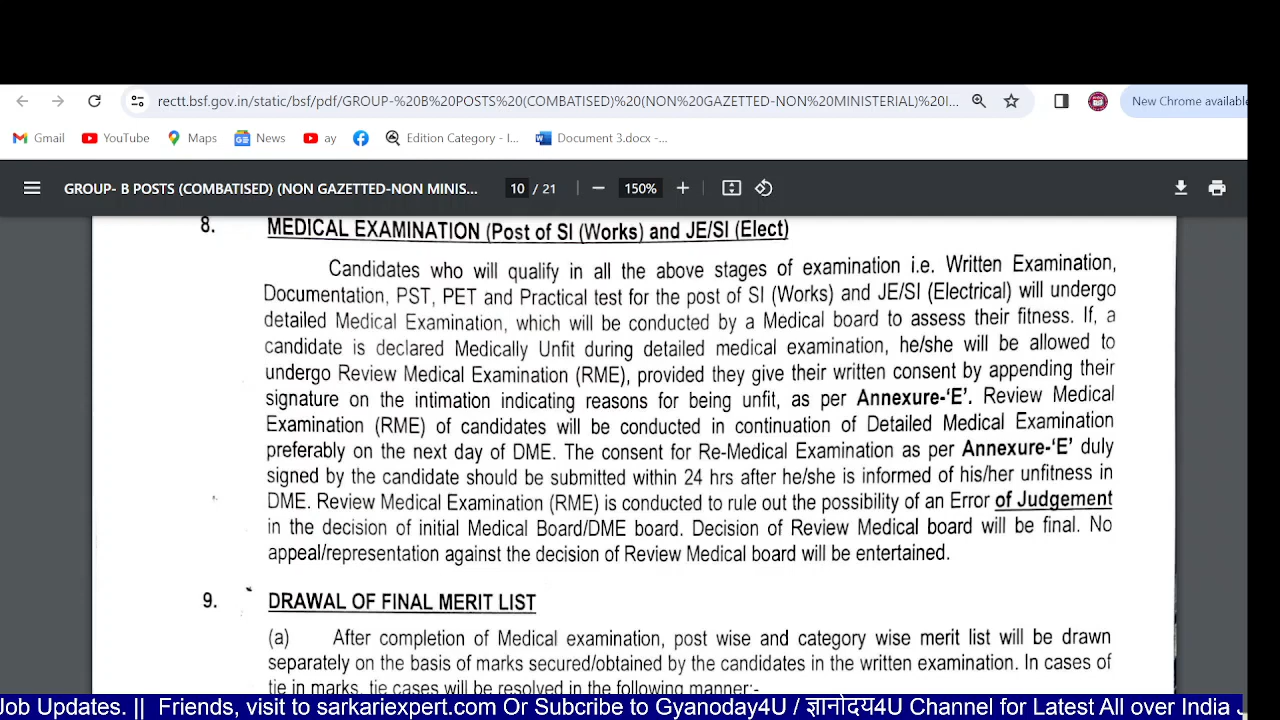 rectt.bsf.gov.in/static/bsf/pdf/GROUP-%20B%20POSTS%20(COMBATISED)%20(NON%20GAZETTED-NON%20MINISTERIAL)%20I...
New Chrome available
Gmail YouTube Maps News ay Edition Category - I... Document 3.docx -...
GROUP- B POSTS (COMBATISED) (NON GAZETTED-NON MINIS... 10 / 21 150%
8. MEDICAL EXAMINATION (Post of SI (Works) and JE/SI (Elect)
Candidates who will qualify in all the above stages of examination i.e. Written Examination,
Documentation, PST, PET and Practical test for the post of SI (Works) and JE/SI (Electrical) will undergo
detailed Medical Examination, which will be conducted by a Medical board to assess their fitness. If, a
candidate is declared Medically Unfit during detailed medical examination, he/she will be allowed to
undergo Review Medical Examination (RME), provided they give their written consent by appending their
signature on the intimation indicating reasons for being unfit, as per Annexure-'E'. Review Medical
Examination (RME) of candidates will be conducted in continuation of Detailed Medical Examination
preferably on the next day of DME. The consent for Re-Medical Examination as per Annexure-'E' duly
signed by the candidate should be submitted within 24 hrs after he/she is informed of his/her unfitness in
DME. Review Medical Examination (RME) is conducted to rule out the possibility of an Error of Judgement
in the decision of initial Medical Board/DME board. Decision of Review Medical board will be final. No
appeal/representation against the decision of Review Medical board will be entertained.
9. DRAWAL OF FINAL MERIT LIST
(a) After completion of Medical examination, post wise and category wise merit list will be drawn
separately on the basis of marks secured/obtained by the candidates in the written examination. In cases of
tie in marks, tie cases will be resolved in the following manner:-
Job Updates. || Friends, visit to sarkariexpert.com Or Subcribe to Gyanoday4U / ज्ञानोदय4U Channel for Latest All over India